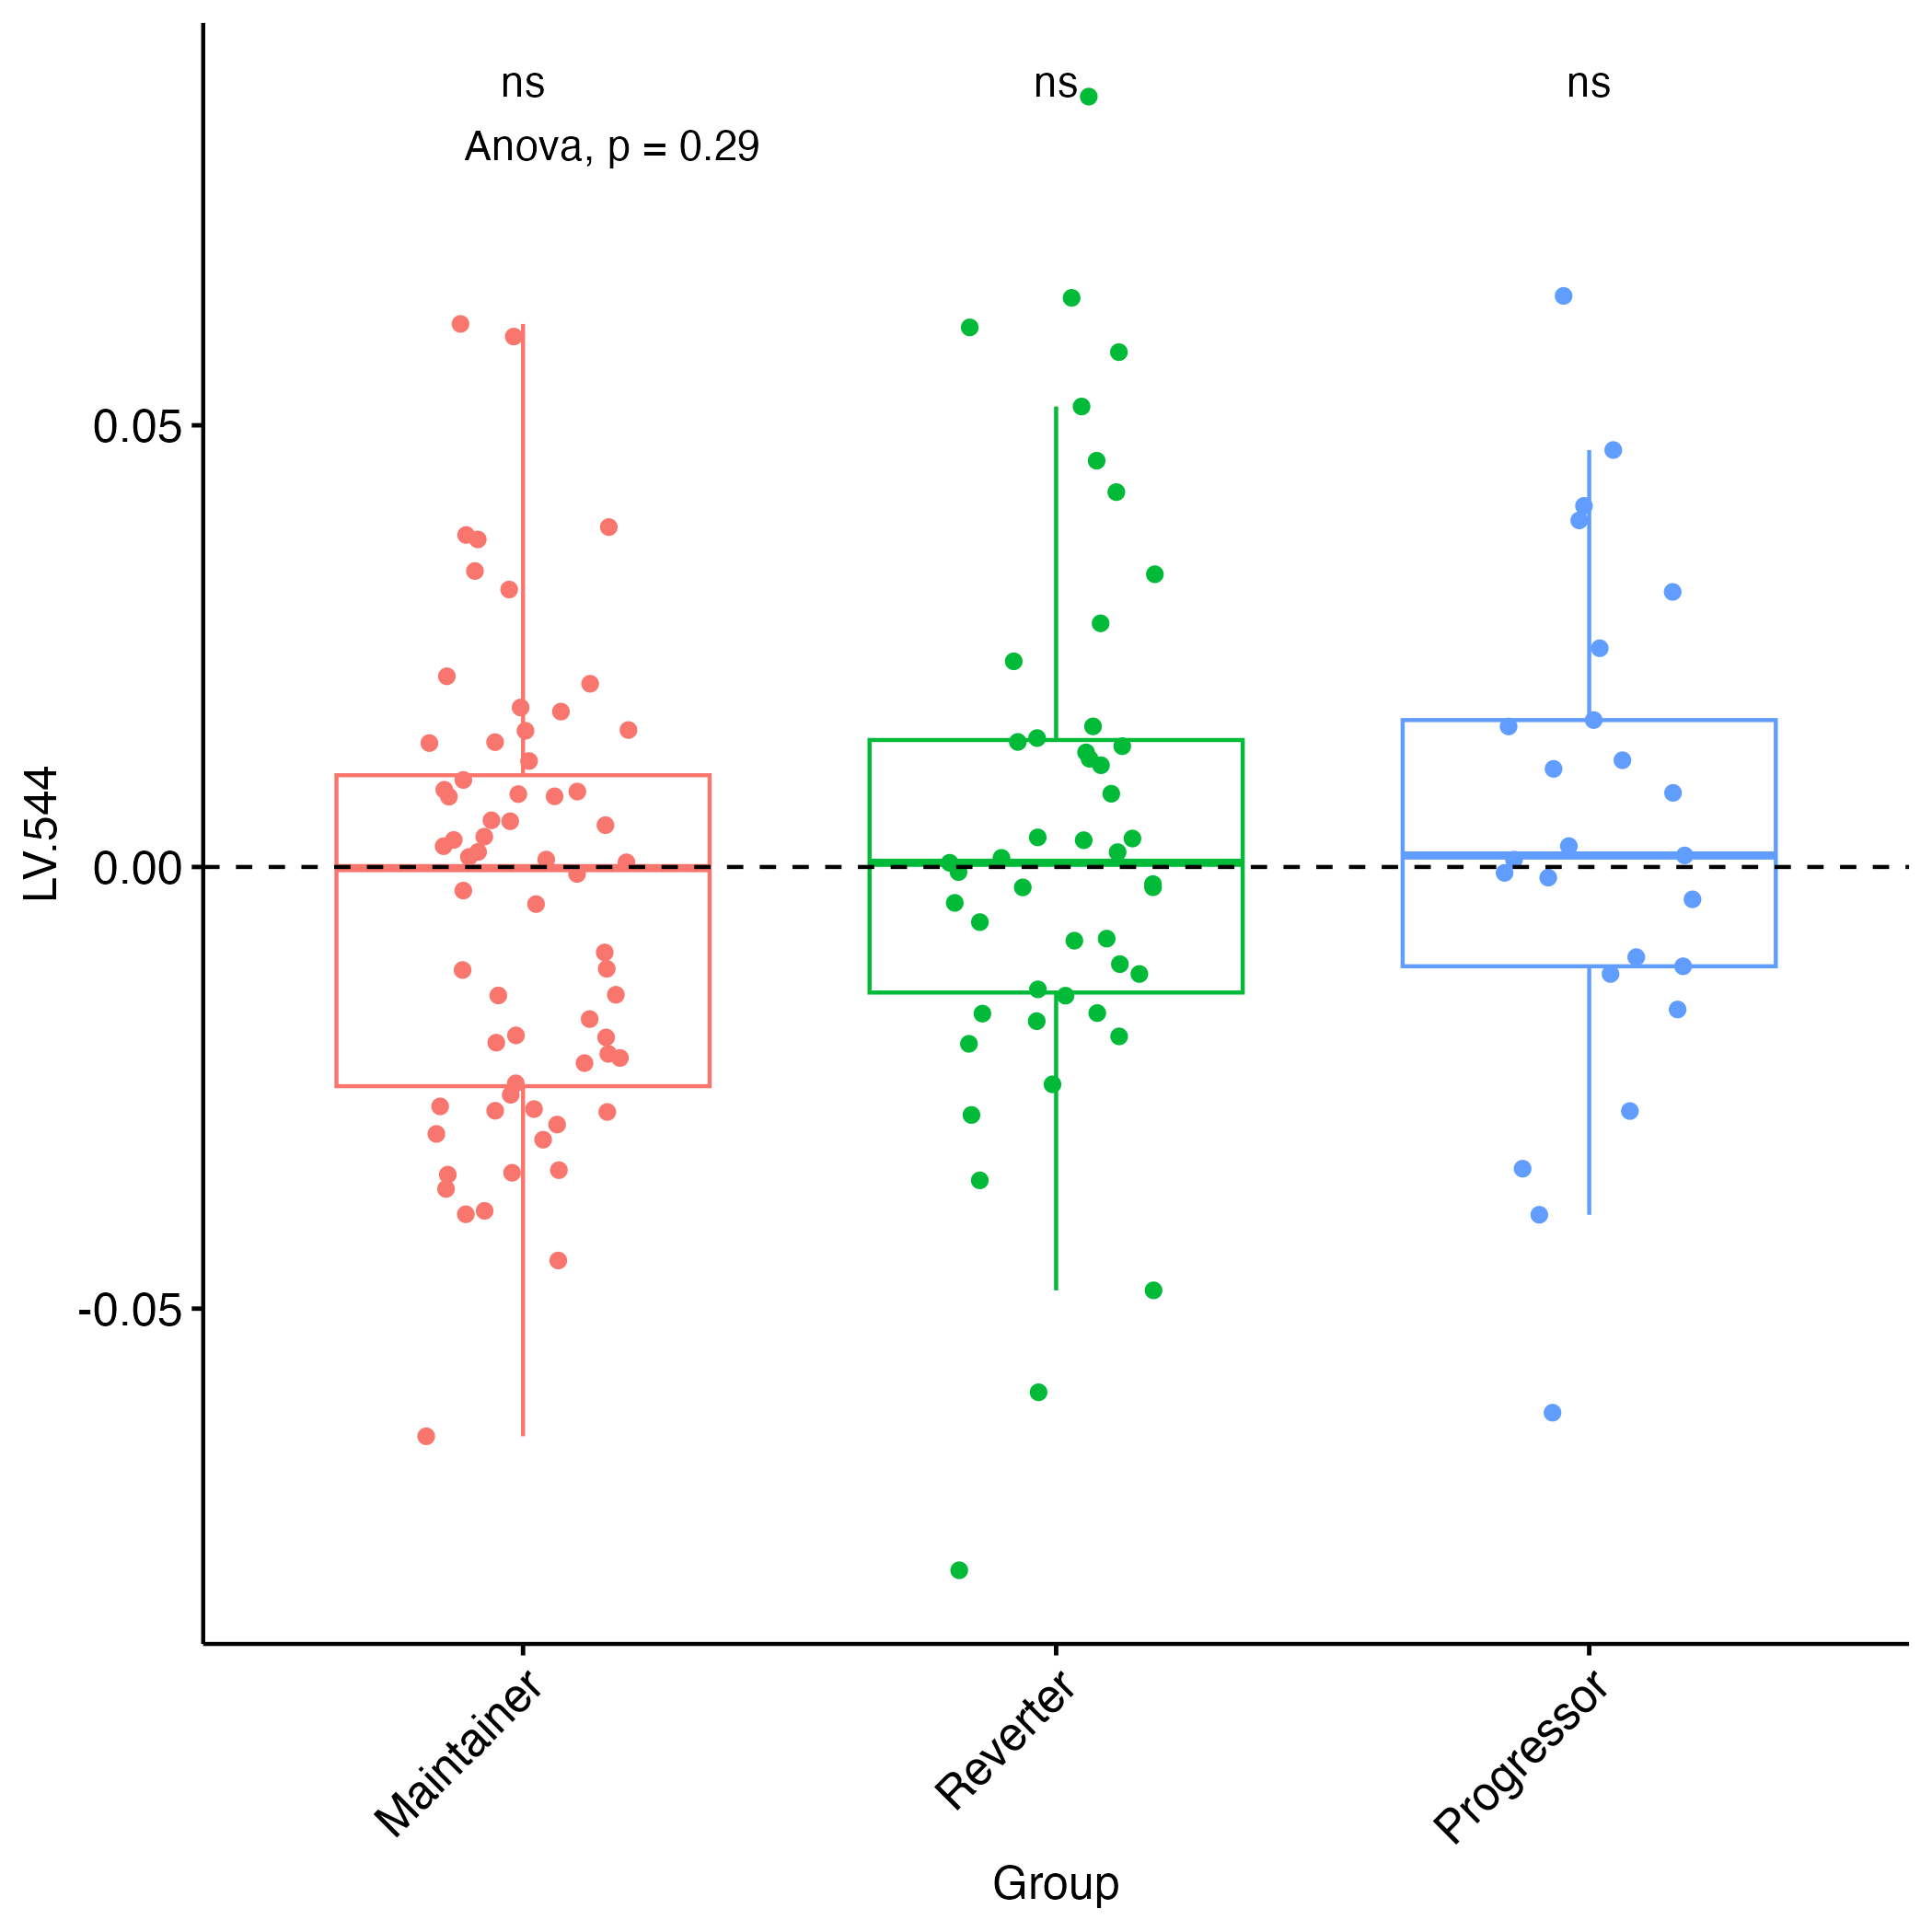 ns ns ns
Anova, p = 0.29
0.05
0.00
-0.05
LV.544
Maintainer
Reverter
Progressor
Group